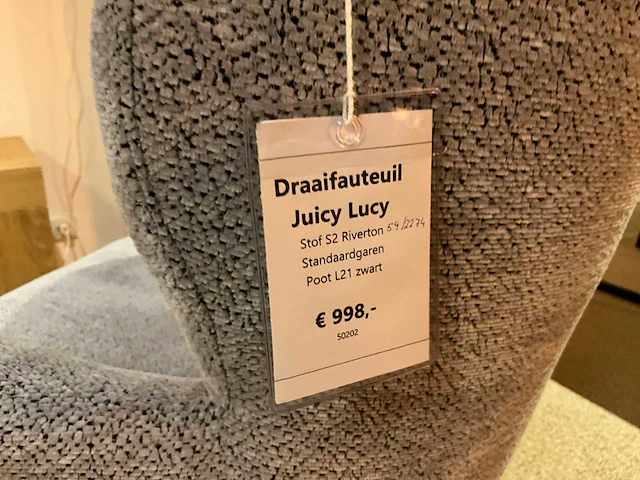 Draaifauteuil
Juicy Lucy
Stof S2 Riverton 54/2274
Standaardgaren
Poot L21 zwart
€ 998,-
50202